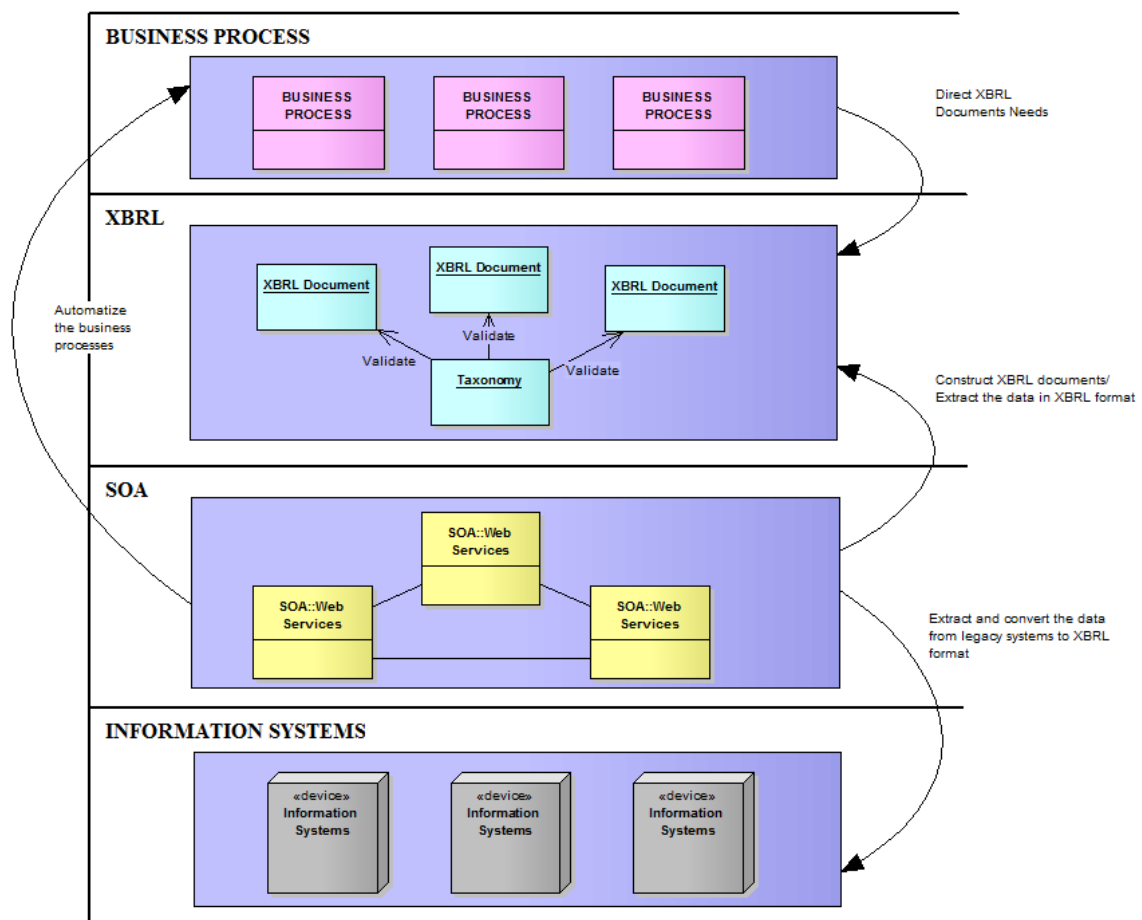 BUSINESS PROCESS
BUSINESS
PROCESS
BUSINESS
PROCESS
BUSINESS
PROCESS
Direct XBRL
Documents Needs
XBRL
XBRL Document
XBRL Document
XBRL Document
Validate
Validate
Validate
Taxonomy
Automatize
the business
processes
Construct XBRL documents/
Extract the data in XBRL format
SOA
SOA::Web
Services
SOA::Web
Services
SOA::Web
Services
Extract and convert the data
from legacy systems to XBRL
format
INFORMATION SYSTEMS
«device»
Information
Systems
«device»
Information
Systems
«device»
Information
Systems